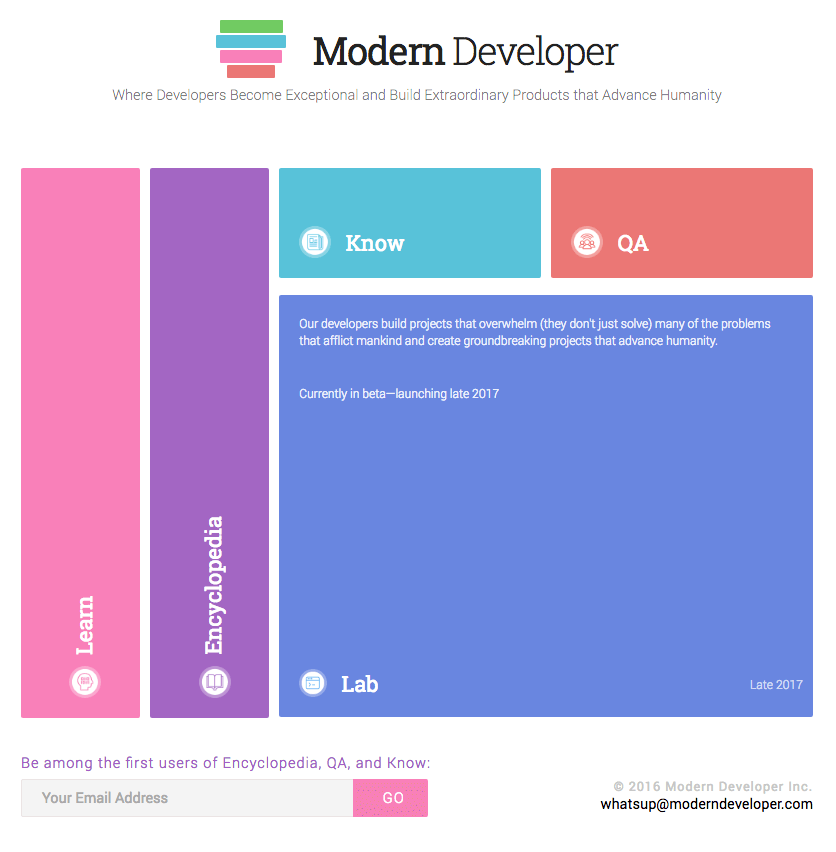 Modern Developer
Where Developers Become Exceptional and Build Extraordinary Products that Advance Humanity
Learn
Encyclopedia
Know
QA
Our developers build projects that overwhelm (they don't just solve) many of the problems
that afflict mankind and create groundbreaking projects that advance humanity.
Currently in beta—launching late 2017
Lab
Late 2017
Be among the first users of Encyclopedia, QA, and Know:
Your Email Address
GO
© 2016 Modern Developer Inc.
whatsup@moderndeveloper.com